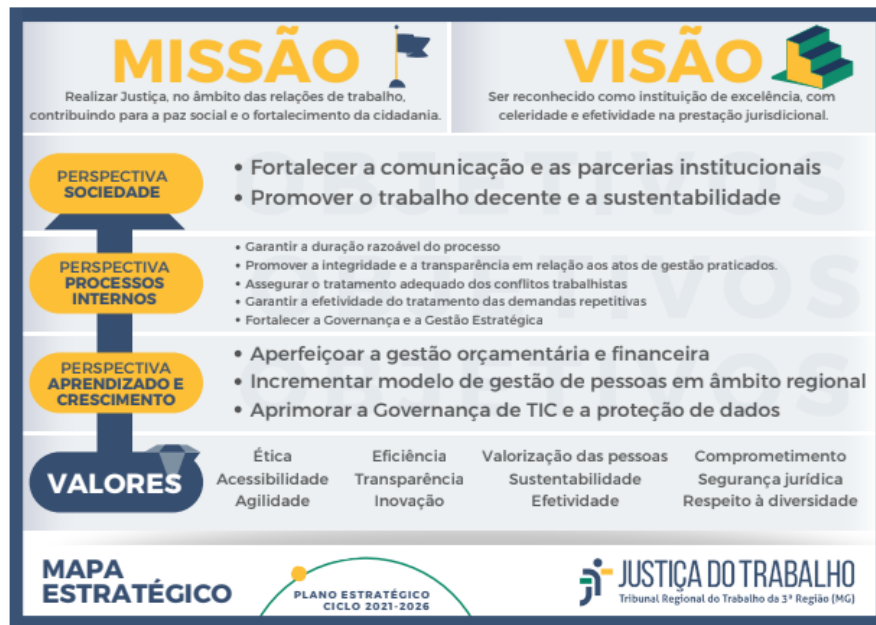 MISSÃO
Realizar Justiça, no âmbito das relações de trabalho,
contribuindo para a paz social e o fortalecimento da cidadania.
VISÃO
Ser reconhecido como instituição de excelência, com
celeridade e efetividade na prestação jurisdicional.
PERSPECTIVA
SOCIEDADE
OBJETIVOS
• Fortalecer a comunicação e as parcerias institucionais
• Promover o trabalho decente e a sustentabilidade
PERSPECTIVA
PROCESSOS
INTERNOS
OBJETIVOS
• Garantir a duração razoável do processo
• Promover a integridade e a transparência em relação aos atos de gestão praticados.
• Assegurar o tratamento adequado dos conflitos trabalhistas
• Garantir a efetividade do tratamento das demandas repetitivas
• Fortalecer a Governança e a Gestão Estratégica
PERSPECTIVA
APRENDIZADO E
CRESCIMENTO
OBJETIVOS
• Aperfeiçoar a gestão orçamentária e financeira
• Incrementar modelo de gestão de pessoas em âmbito regional
• Aprimorar a Governança de TIC e a proteção de dados
VALORES
Ética Eficiência Valorização das pessoas Comprometimento
Acessibilidade Transparência Sustentabilidade Segurança jurídica
Agilidade Inovação Efetividade Respeito à diversidade
MAPA
ESTRATÉGICO
PLANO ESTRATÉGICO
CICLO 2021-2026
JUSTIÇA DO TRABALHO
Tribunal Regional do Trabalho da 3ª Região (MG)